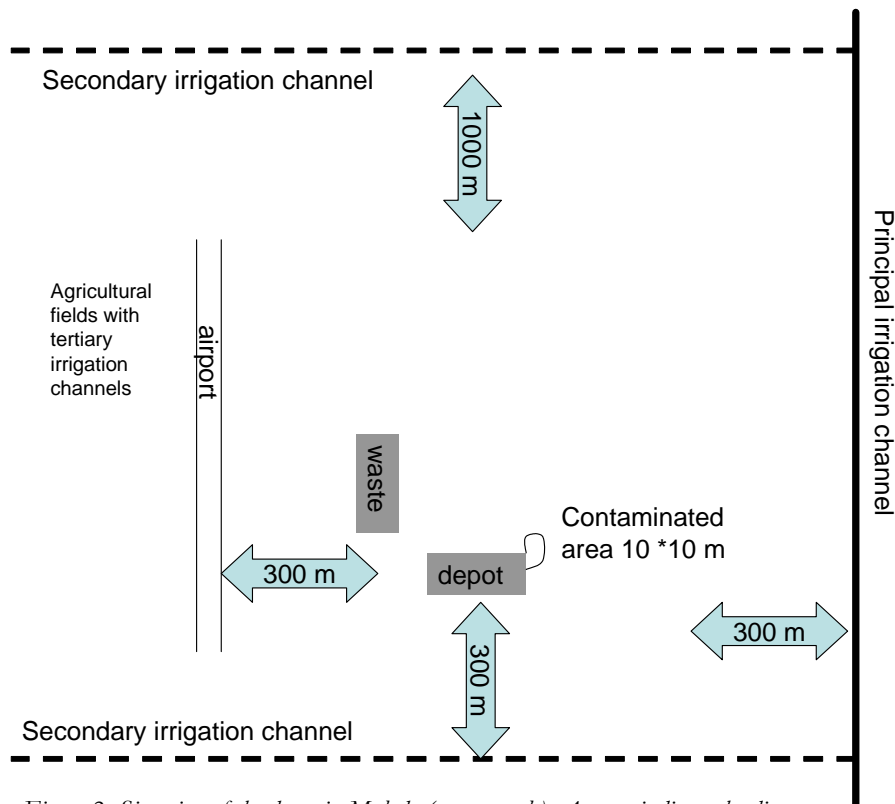 Secondary irrigation channel
1000 m
Principal irrigation channel
Agricultural
fields with
tertiary
irrigation
channels
airport
waste
Contaminated
area 10 *10 m
300 m
depot
300 m
300 m
Secondary irrigation channel